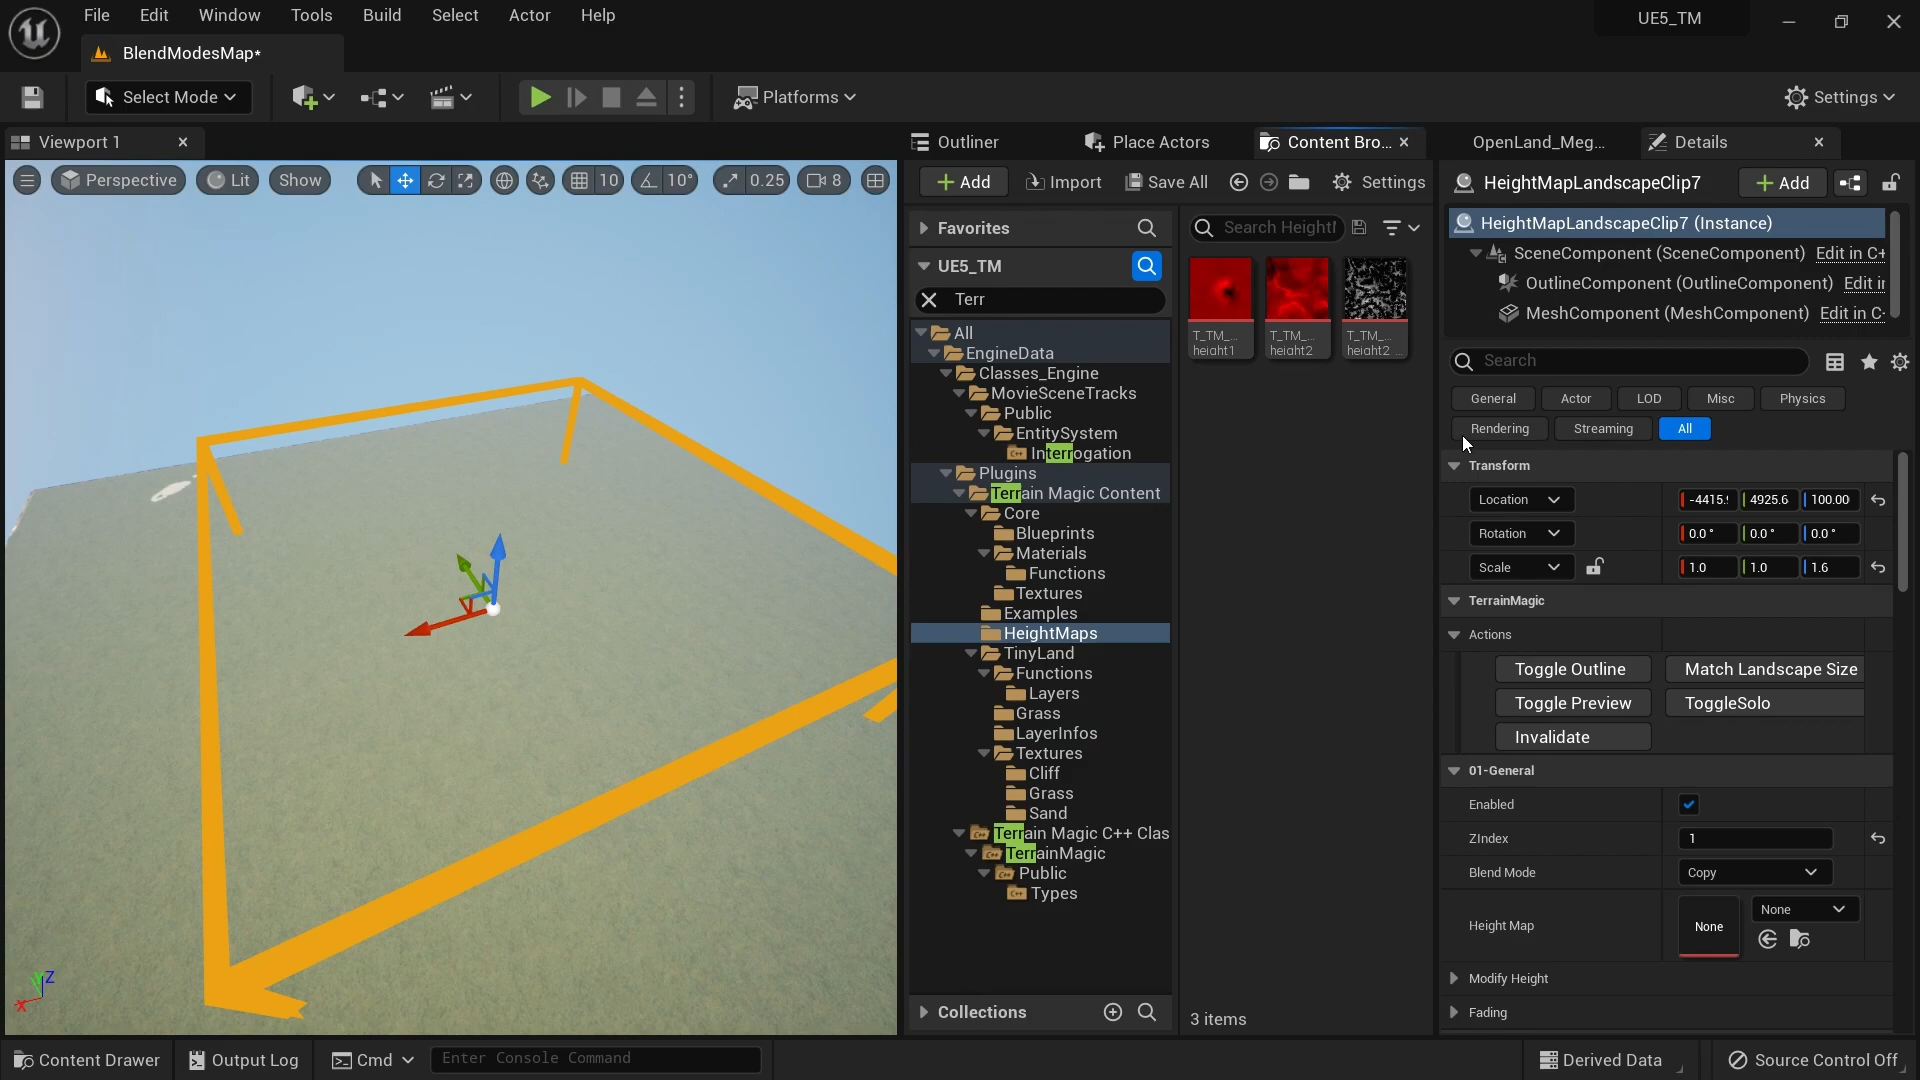 File Edit Window Tools Build Select Actor Help
UE5_TM
BlendModesMap*
Select Mode
Platforms
Settings
Viewport 1
Outliner
Place Actors
Content Bro...
OpenLand_Meg...
Details
Perspective
Lit
Show
10
10°
0.25
8
Add
Import
Save All
Settings
HeightMapLandscapeClip7
Add
Favorites
Search HeightM
HeightMapLandscapeClip7 (Instance)
UE5_TM
SceneComponent (SceneComponent) Edit in C+
OutlineComponent (OutlineComponent) Edit in
MeshComponent (MeshComponent) Edit in C-
Terr
T_TM_...
height1
T_TM_...
height2
T_TM_...
height2 ...
Search
All
EngineData
Classes_Engine
MovieSceneTracks
Public
EntitySystem
Interrogation
Plugins
Terrain Magic Content
Core
Blueprints
Materials
Functions
Textures
Examples
HeightMaps
TinyLand
Functions
Layers
Grass
LayerInfos
Textures
Cliff
Grass
Sand
Terrain Magic C++ Clas
TerrainMagic
Public
Types
General
Actor
LOD
Misc
Physics
Rendering
Streaming
All
Transform
Location -4415.9 4925.6 100.00
Rotation 0.0 ° 0.0 ° 0.0 °
Scale 1.0 1.0 1.6
TerrainMagic
Actions
Toggle Outline
Match Landscape Size
Toggle Preview
ToggleSolo
Invalidate
01-General
Enabled
ZIndex 1
Blend Mode Copy
Height Map None None
Modify Height
Fading
Collections
3 items
X Y Z
Content Drawer
Output Log
Cmd
Enter Console Command
Derived Data
Source Control Off